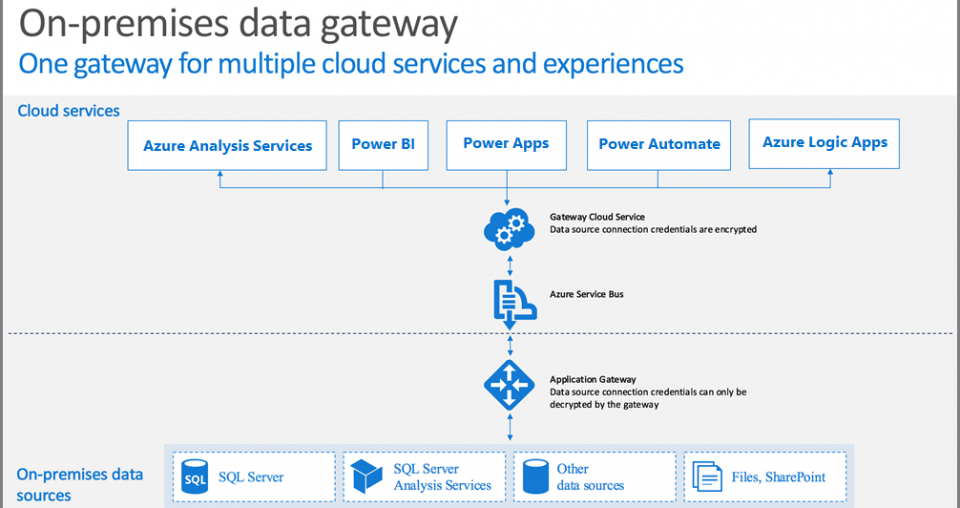 On-premises data gateway
One gateway for multiple cloud services and experiences
Cloud services
Azure Analysis Services
Power BI
Power Apps
Power Automate
Azure Logic Apps
Gateway Cloud Service
Data source connection credentials are encrypted
Azure Service Bus
Application Gateway
Data source connection credentials can only be
decrypted by the gateway
On-premises data
sources
SQL
SQL Server
SQL Server
Analysis Services
Other
data sources
Files, SharePoint